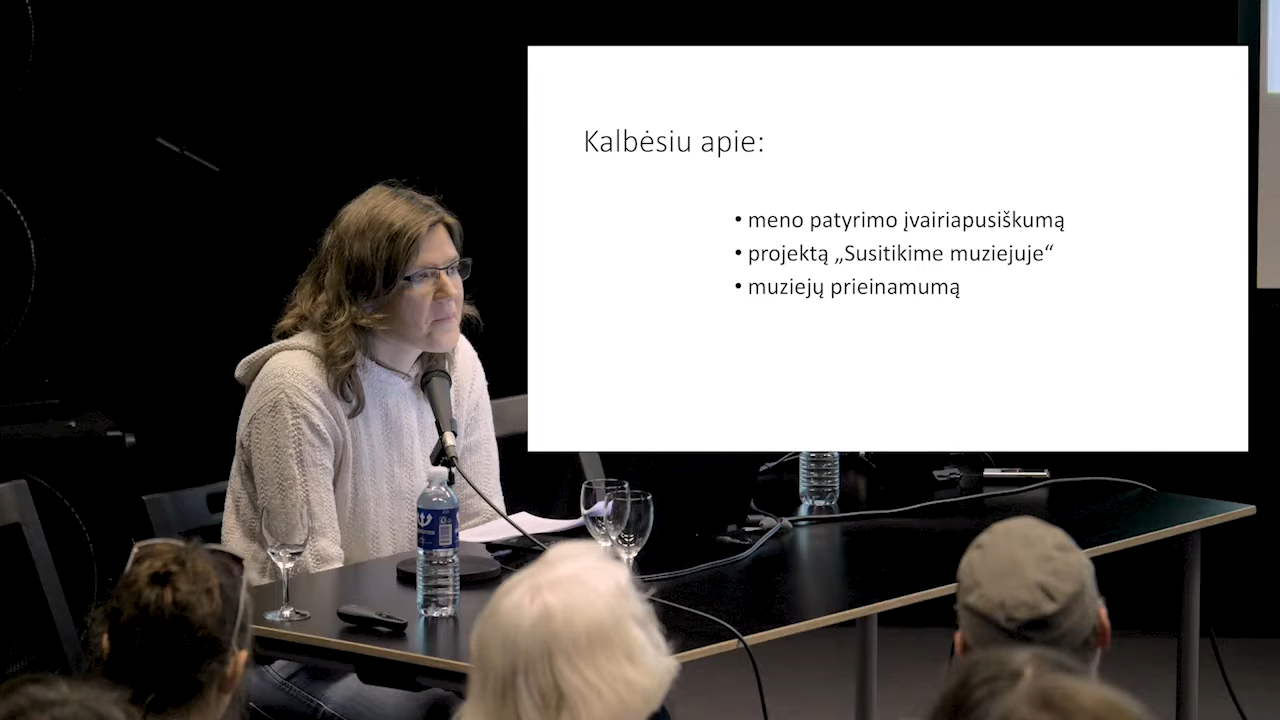 Kalbėsiu apie:
• meno patyrimo įvairiapusiškumą
• projektą „Susitikime muziejuje“
• muziejų prieinamumą